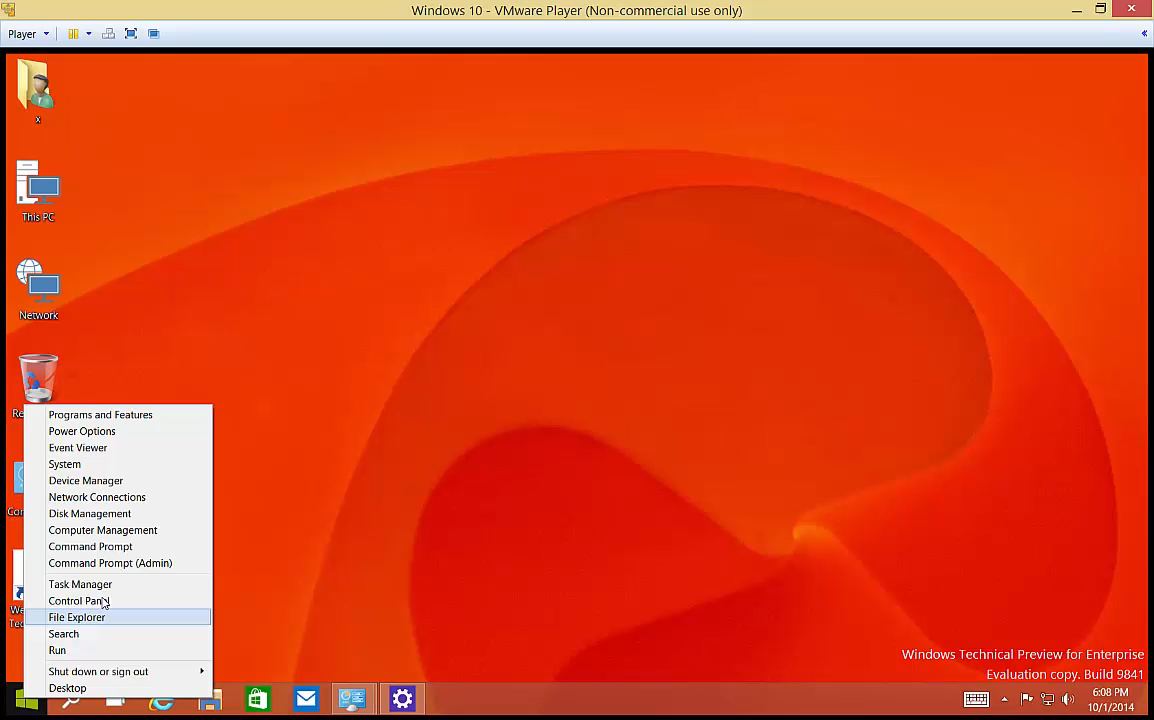 Windows 10 - VMware Player (Non-commercial use only)
Player
x
This PC
Network
Programs and Features
Power Options
Event Viewer
System
Device Manager
Network Connections
Disk Management
Computer Management
Command Prompt
Command Prompt (Admin)
Task Manager
Control Panel
File Explorer
Search
Run
Shut down or sign out
Desktop
Windows Technical Preview for Enterprise
Evaluation copy. Build 9841
6:08 PM
10/1/2014